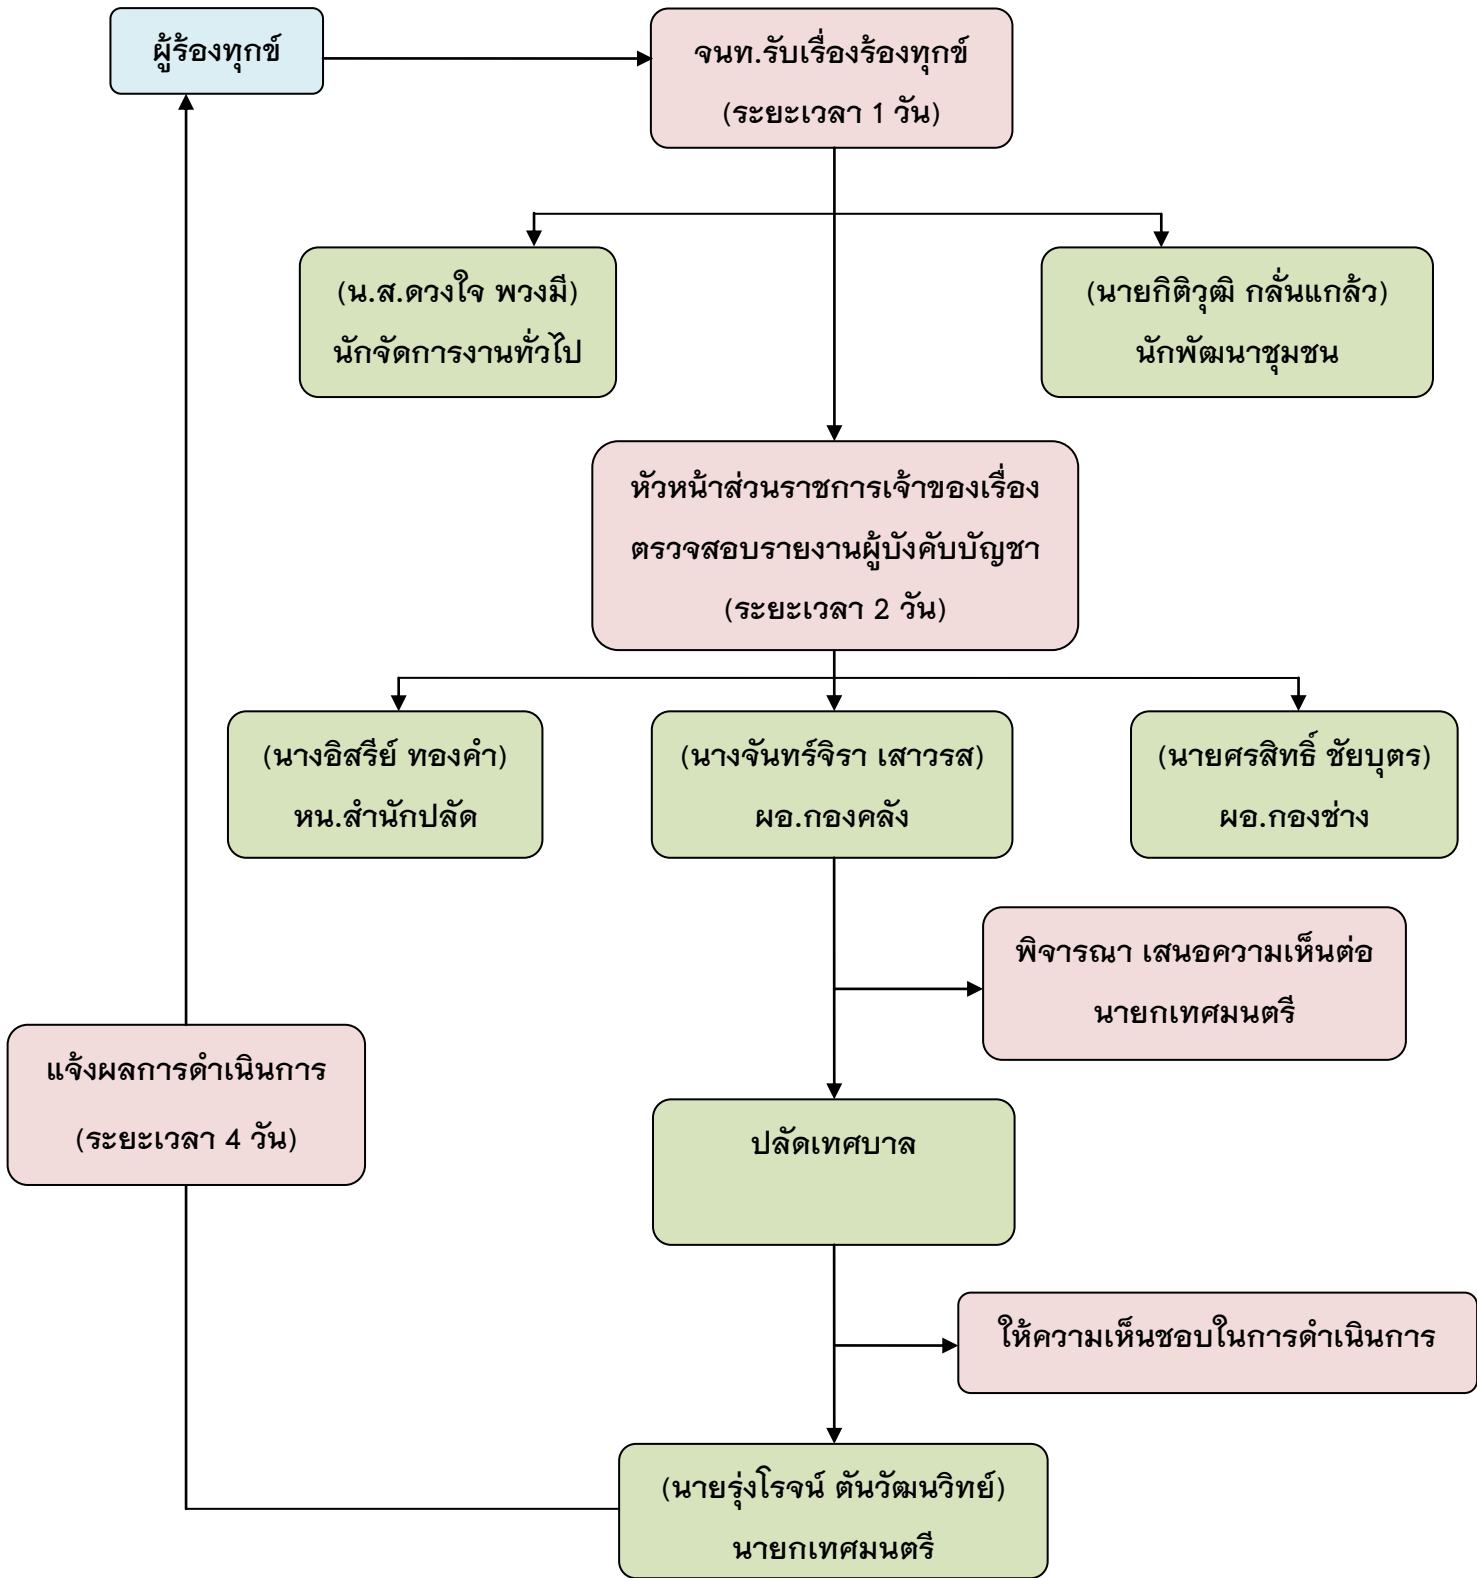 ผู้ร้องทุกข์
จนท.รับเรื่องร้องทุกข์
(ระยะเวลา 1 วัน)
(น.ส.ดวงใจ พวงมี)
นักจัดการงานทั่วไป
(นายกิติวุฒิ กลั่นแกล้ว)
นักพัฒนาชุมชน
หัวหน้าส่วนราชการเจ้าของเรื่อง
ตรวจสอบรายงานผู้บังคับบัญชา
(ระยะเวลา 2 วัน)
(นางอิสรีย์ ทองคำ)
หน.สำนักปลัด
(นางจันทร์จิรา เสาวรส)
ผอ.กองคลัง
(นายศรสิทธิ์ ชัยบุตร)
ผอ.กองช่าง
พิจารณา เสนอความเห็นต่อ
นายกเทศมนตรี
แจ้งผลการดำเนินการ
(ระยะเวลา 4 วัน)
ปลัดเทศบาล
ให้ความเห็นชอบในการดำเนินการ
(นายรุ่งโรจน์ ตันวัฒนวิทย์)
นายกเทศมนตรี